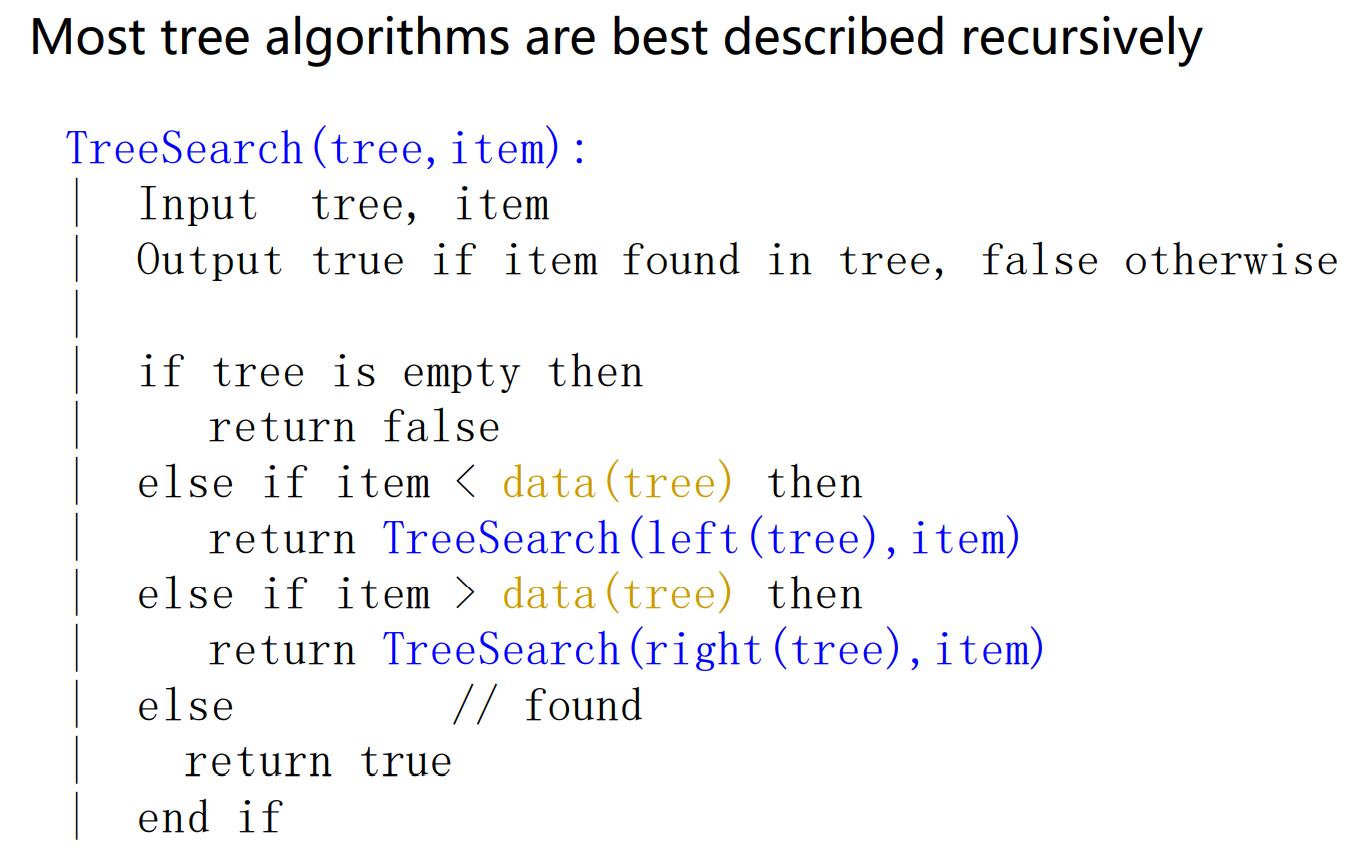 Most tree algorithms are best described recursively
TreeSearch(tree,item):
|  Input  tree, item
|  Output true if item found in tree, false otherwise
|
|  if tree is empty then
|     return false
|  else if item < data(tree) then
|     return TreeSearch(left(tree),item)
|  else if item > data(tree) then
|     return TreeSearch(right(tree),item)
|  else         // found
|    return true
|  end if